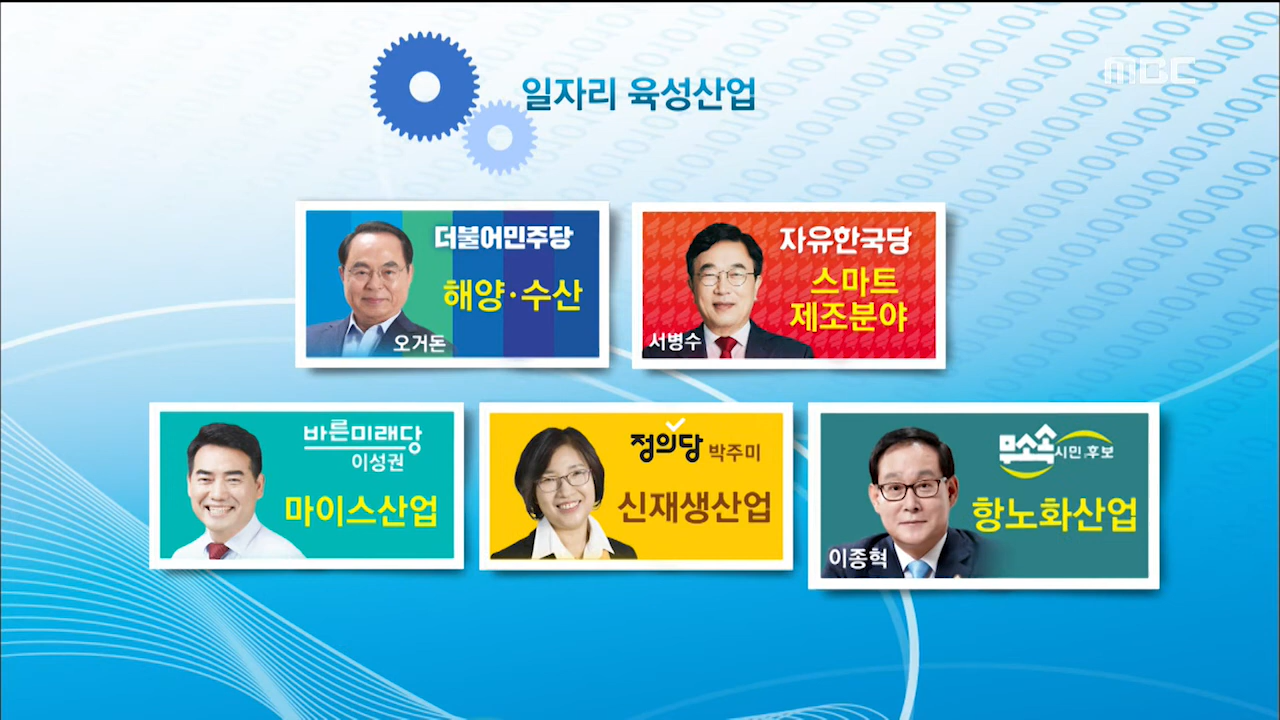 MBC
일자리 육성산업
더불어민주당
해양·수산
오거돈
자유한국당
스마트
제조분야
서병수
바른미래당
이성권
마이스산업
정의당 박주미
신재생산업
무소속 시민.후보
항노화산업
이종혁